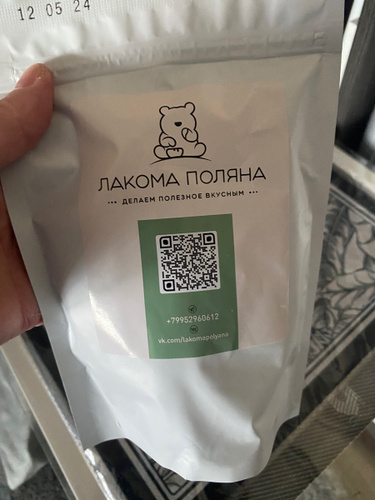 12 05 24
ЛАКОМА ПОЛЯНА
••• ДЕЛАЕМ ПОЛЕЗНОЕ ВКУСНЫМ •••
+79952960612
vk.com/lakomapolyana